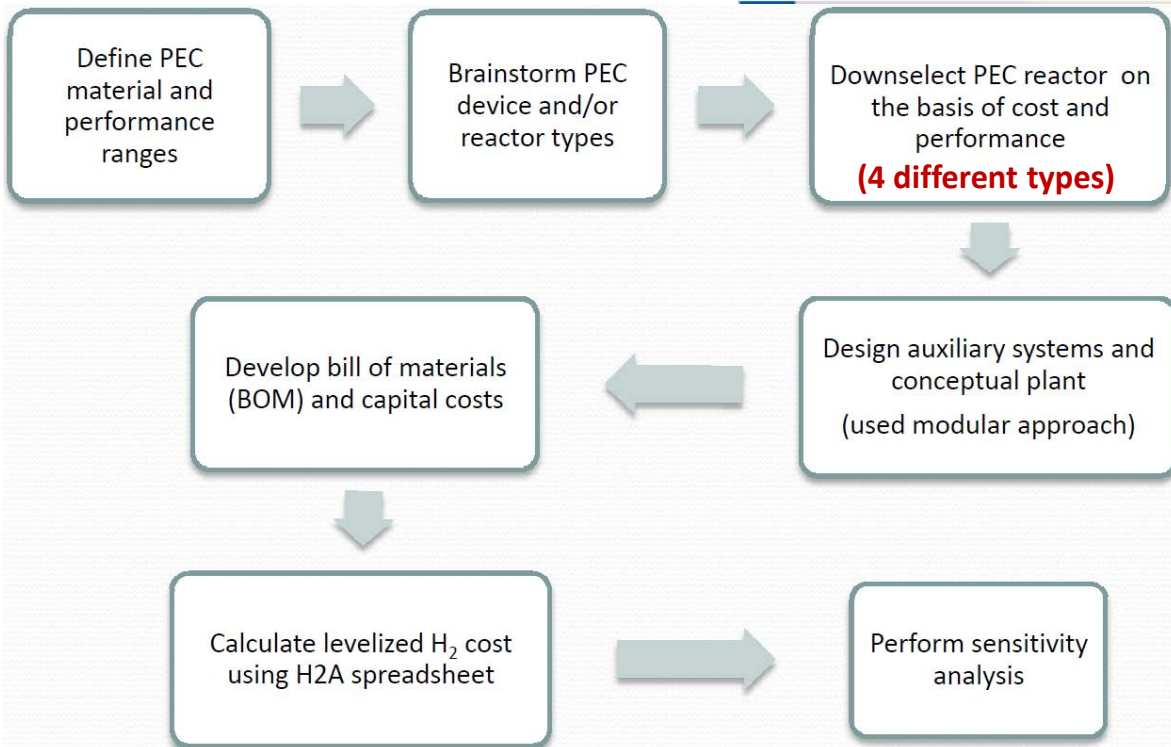 Define PEC
material and
performance
ranges
Brainstorm PEC
device and/or
reactor types
Downselect PEC reactor on
the basis of cost and
performance
(4 different types)
Design auxiliary systems and
conceptual plant
(used modular approach)
Develop bill of materials
(BOM) and capital costs
Calculate levelized H₂ cost
using H2A spreadsheet
Perform sensitivity
analysis